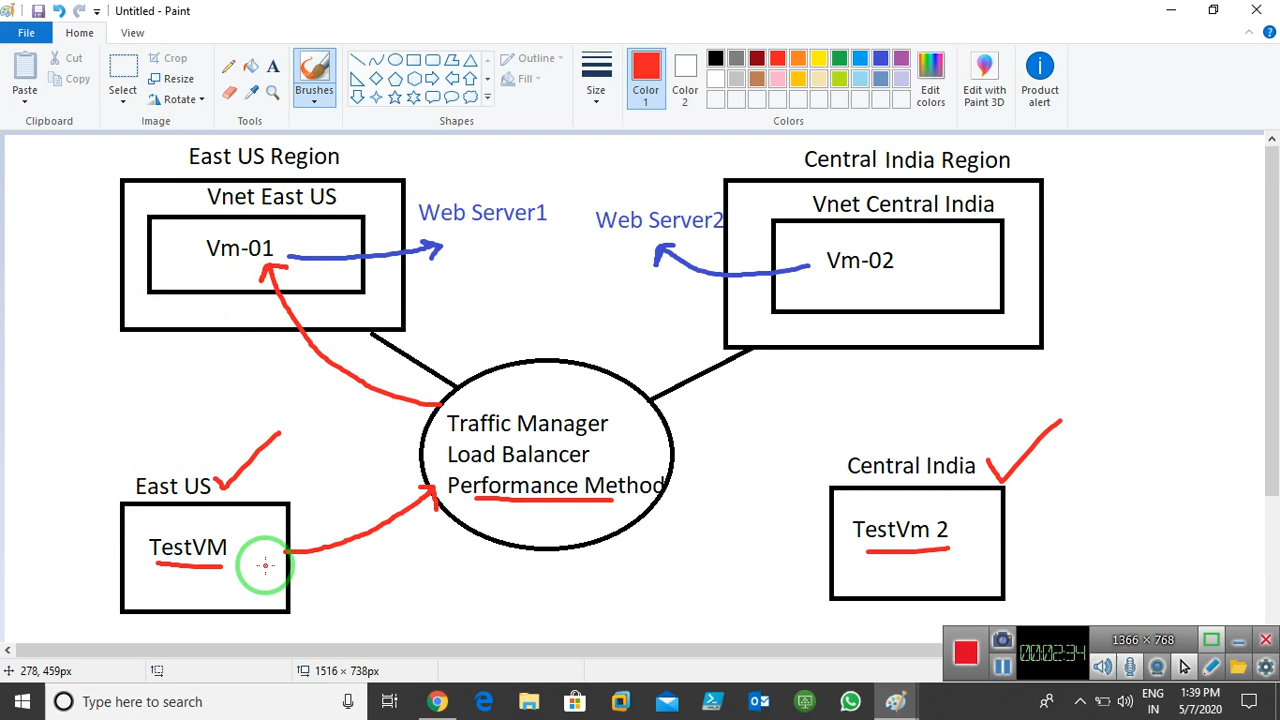 Untitled - Paint
File
Home
View
Paste
Cut
Copy
Clipboard
Select
Crop
Resize
Rotate
Image
Tools
Brushes
Outline
Fill
Shapes
Size
Color 1
Color 2
Colors
Edit colors
Edit with Paint 3D
Product alert
East US Region
Central India Region
Vnet East US
Vnet Central India
Web Server1
Web Server2
Vm-01
Vm-02
Traffic Manager
Load Balancer
Performance Method
East US
TestVM
Central India
TestVm 2
00:02:34
1366 × 768
278, 459px
1516 × 738px
Type here to search
ENG
IN
1:39 PM
5/7/2020